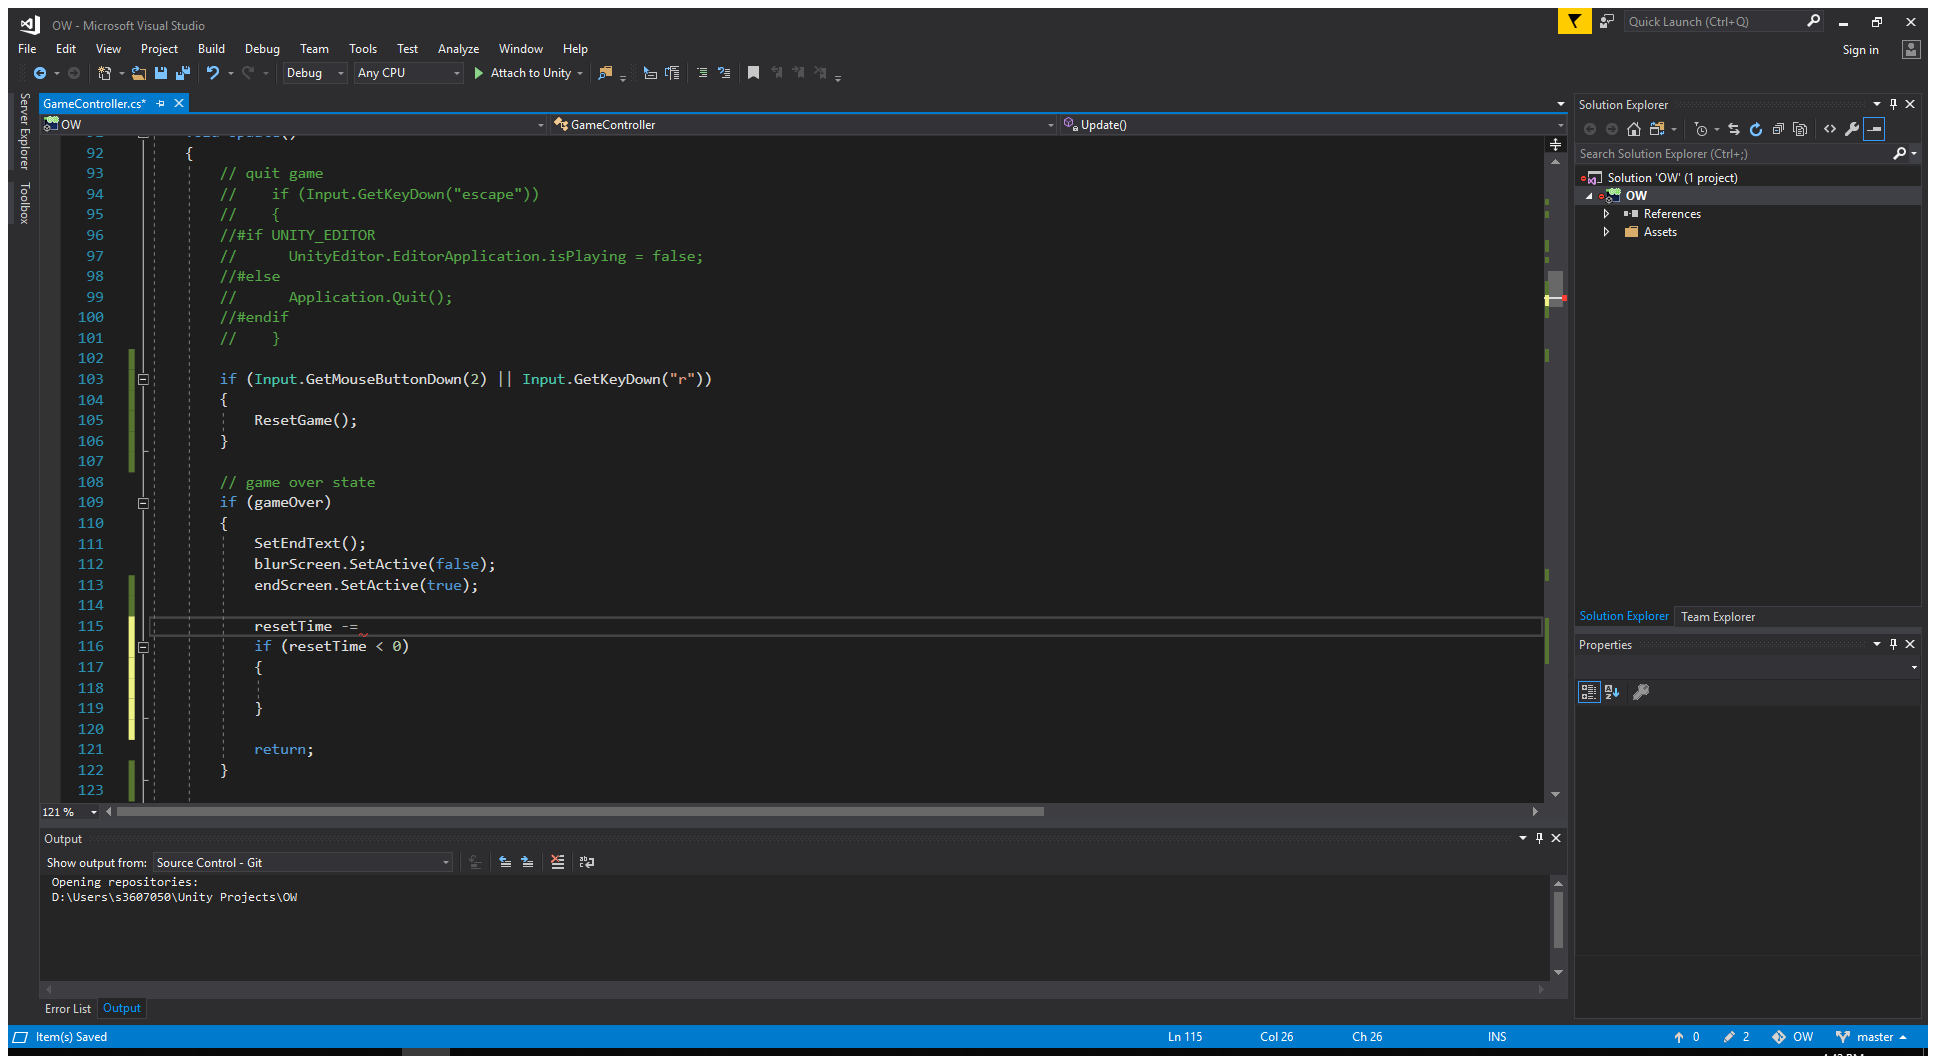 OW - Microsoft Visual Studio
Quick Launch (Ctrl+Q)
File Edit View Project Build Debug Team Tools Test Analyze Window Help
Sign in
Debug Any CPU Attach to Unity
Server Explorer
Toolbox
GameController.cs*
OW GameController Update()
92 {
93 // quit game
94 //    if (Input.GetKeyDown("escape"))
95 //    {
96 //#if UNITY_EDITOR
97 //      UnityEditor.EditorApplication.isPlaying = false;
98 //#else
99 //      Application.Quit();
100 //#endif
101 //    }
102
103 if (Input.GetMouseButtonDown(2) || Input.GetKeyDown("r"))
104 {
105 ResetGame();
106 }
107
108 // game over state
109 if (gameOver)
110 {
111 SetEndText();
112 blurScreen.SetActive(false);
113 endScreen.SetActive(true);
114
115 resetTime -=
116 if (resetTime < 0)
117 {
118
119 }
120
121 return;
122 }
123
121 %
Output
Show output from: Source Control - Git
Opening repositories:
D:\Users\s3607050\Unity Projects\OW
Error List Output
Solution Explorer
Search Solution Explorer (Ctrl+;)
Solution 'OW' (1 project)
OW
References
Assets
Solution Explorer Team Explorer
Properties
Item(s) Saved Ln 115 Col 26 Ch 26 INS 0 2 OW master